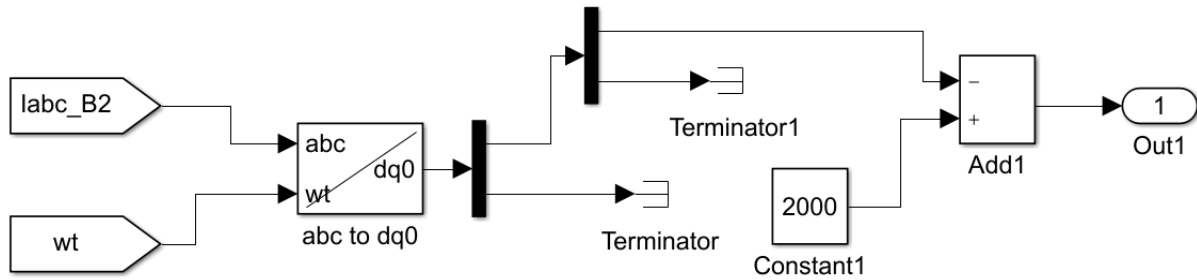 Iabc_B2
wt
abc
wt
dq0
abc to dq0
Terminator1
Terminator
2000
Constant1
−
+
Add1
1
Out1